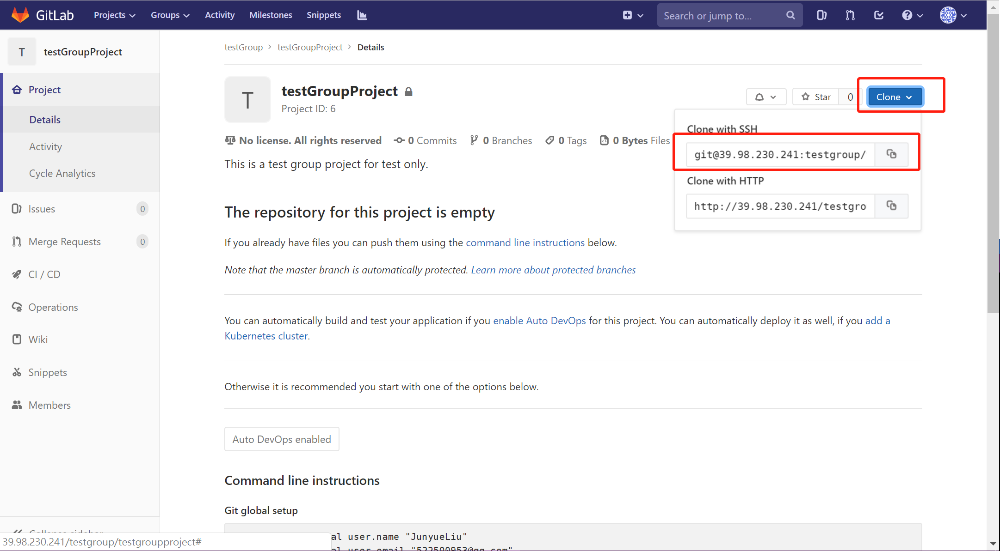 GitLab Projects Groups Activity Milestones Snippets Search or jump to...
T testGroupProject
Project
Details
Activity
Cycle Analytics
Issues 0
Merge Requests 0
CI / CD
Operations
Wiki
Snippets
Members
Collapse sidebar
39.98.230.241/testgroup/testgroupproject#
testGroup > testGroupProject > Details
T
testGroupProject
Project ID: 6
Star 0 Clone
No license. All rights reserved 0 Commits 0 Branches 0 Tags 0 Bytes Files
This is a test group project for test only.
Clone with SSH
git@39.98.230.241:testgroup/
Clone with HTTP
http://39.98.230.241/testgro
The repository for this project is empty
If you already have files you can push them using the command line instructions below.
Note that the master branch is automatically protected. Learn more about protected branches
You can automatically build and test your application if you enable Auto DevOps for this project. You can automatically deploy it as well, if you add a
Kubernetes cluster.
Otherwise it is recommended you start with one of the options below.
Auto DevOps enabled
Command line instructions
Git global setup
al user.name "JunyueLiu"
al user.email "522500953@qq.com"